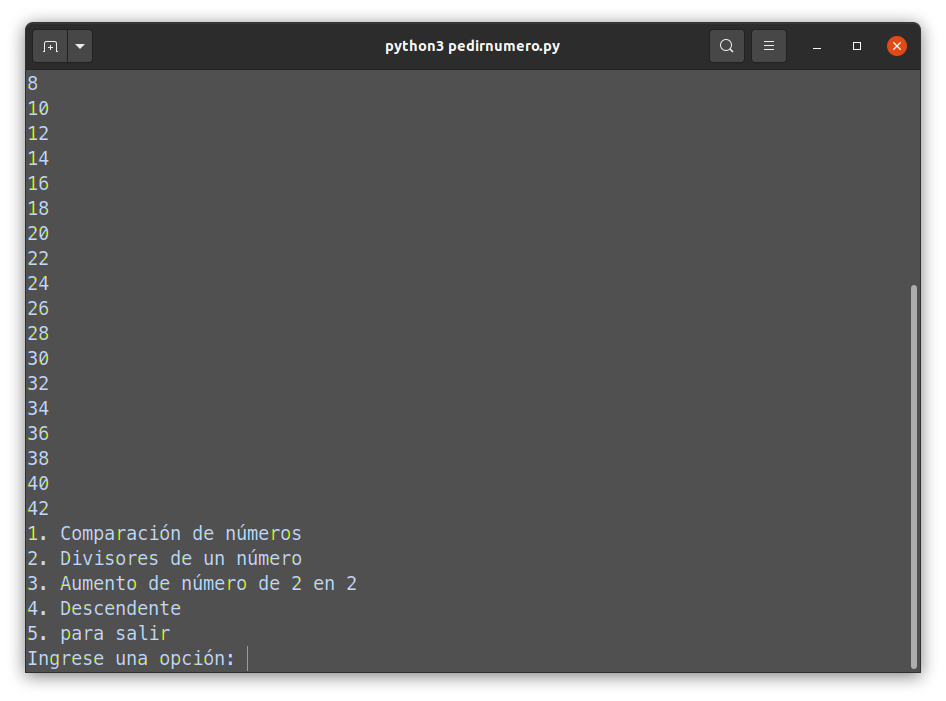 python3 pedirnumero.py
8
10
12
14
16
18
20
22
24
26
28
30
32
34
36
38
40
42
1. Comparación de números
2. Divisores de un número
3. Aumento de número de 2 en 2
4. Descendente
5. para salir
Ingrese una opción: